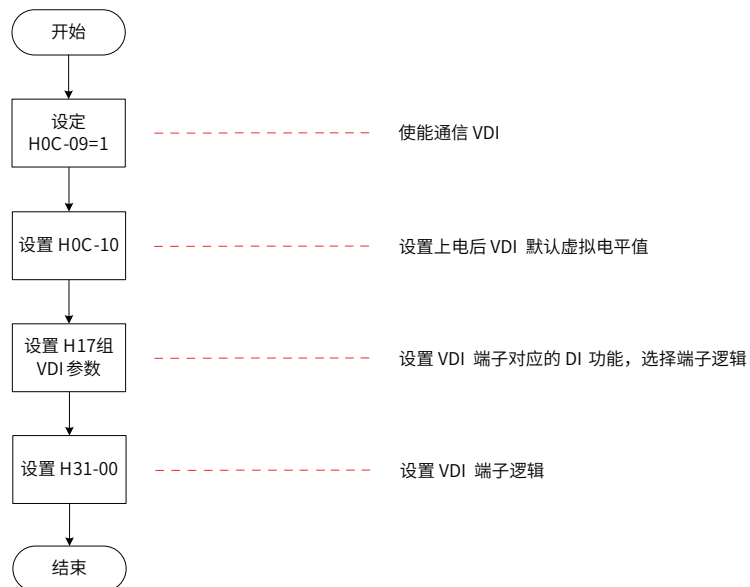 开始
设定
H0C-09=1
使能通信 VDI
设置 H0C-10
设置上电后 VDI 默认虚拟电平值
设置 H17组
VDI 参数
设置 VDI 端子对应的 DI 功能，选择端子逻辑
设置 H31-00
设置 VDI 端子逻辑
结束